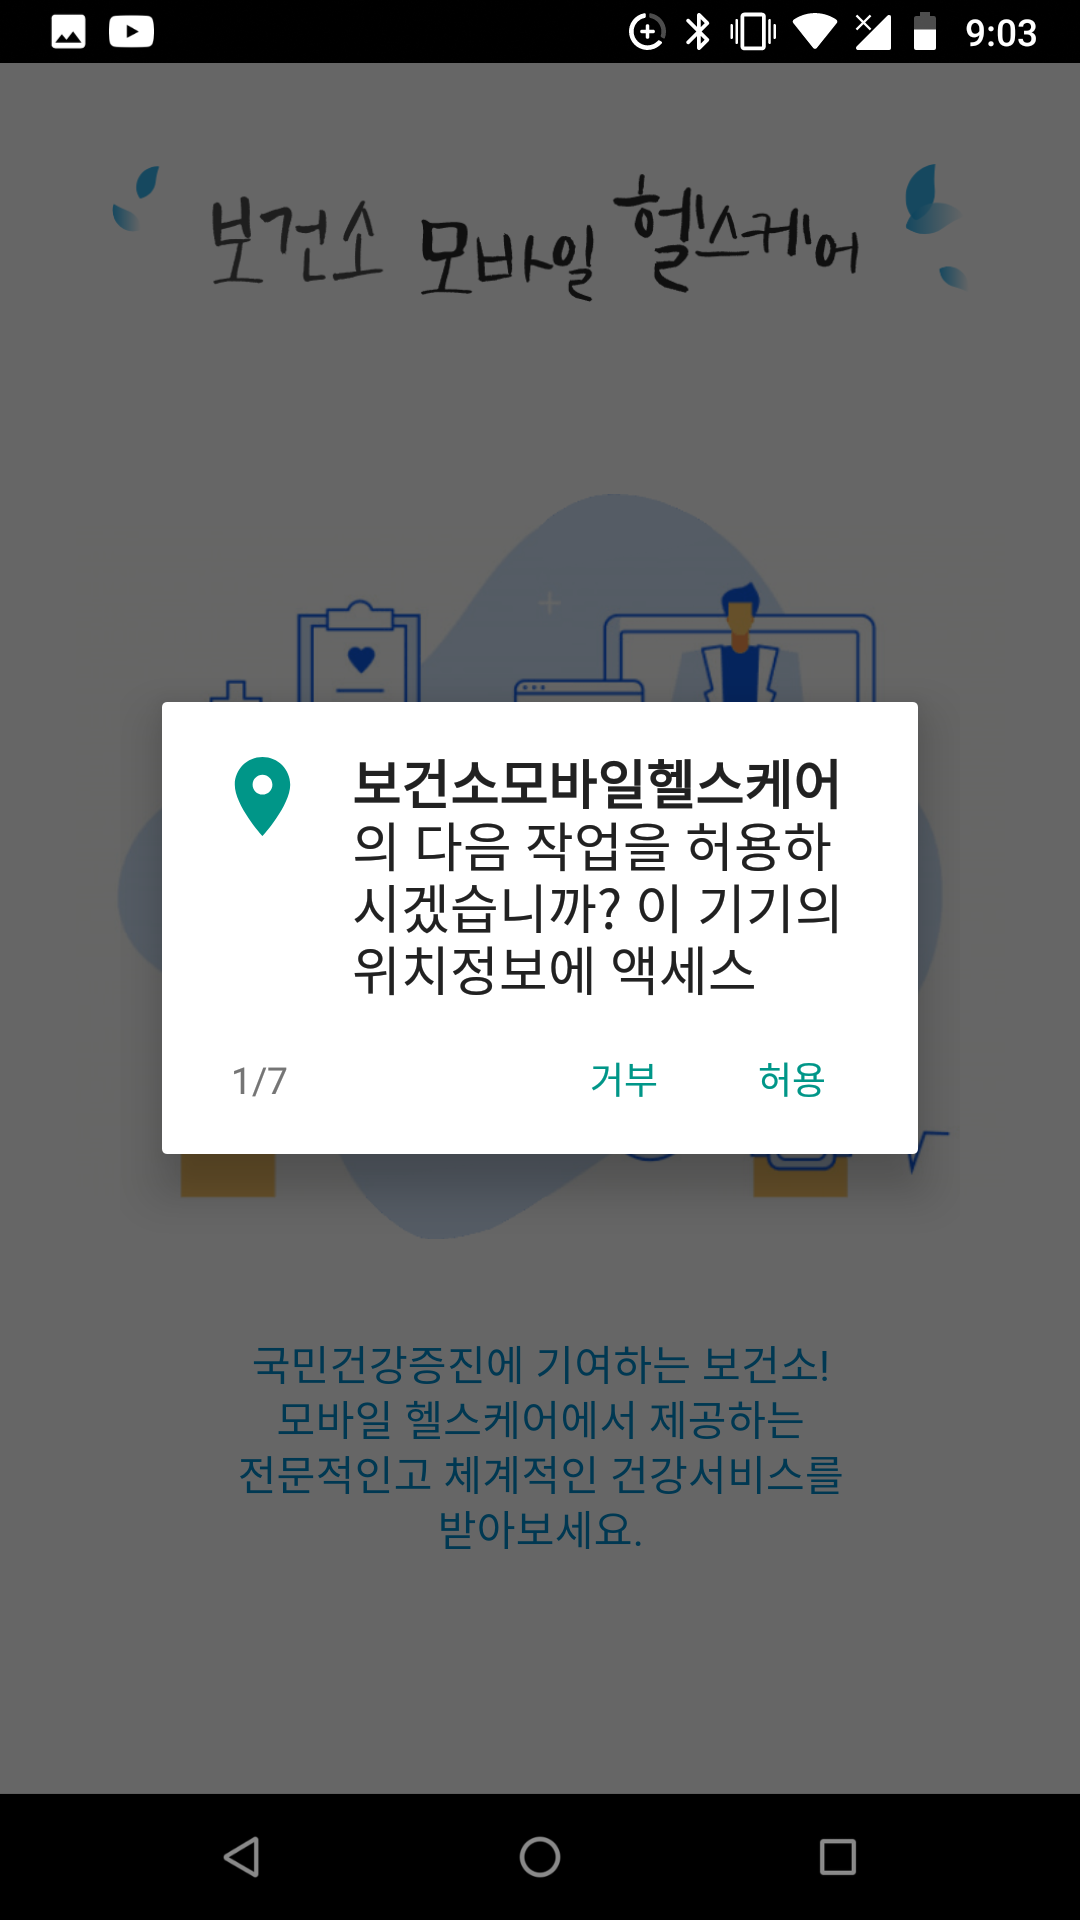 9:03
보건소 모바일 헬스케어
보건소모바일헬스케어
의 다음 작업을 허용하
시겠습니까? 이 기기의
위치정보에 액세스
1/7
거부
허용
국민건강증진에 기여하는 보건소!
모바일 헬스케어에서 제공하는
전문적인고 체계적인 건강서비스를
받아보세요.